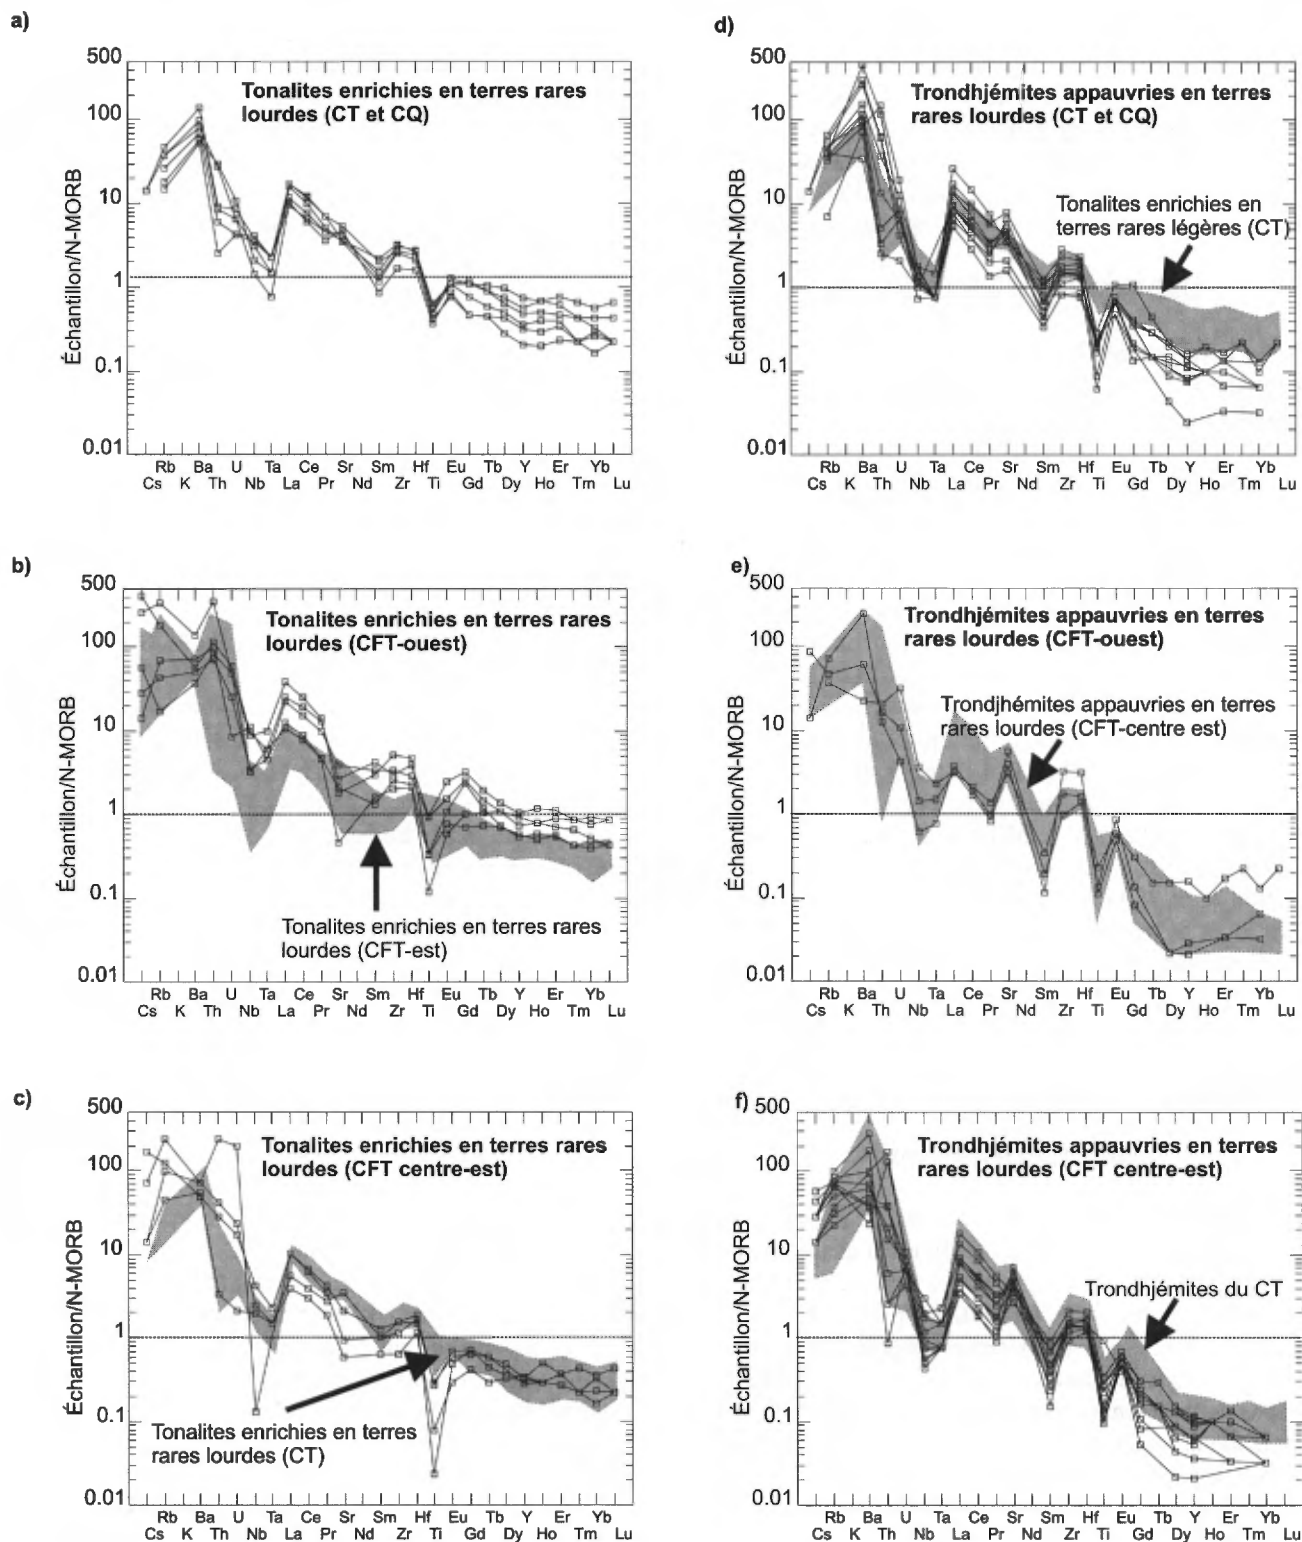 a)
500
100
10
1
0.1
0.01
Échantillon/N-MORB
Tonalites enrichies en terres rares
lourdes (CT et CQ)
Rb Ba U Ta Ce Sr Sm Hf Eu Tb Y Er Yb
Cs K Th Nb La Pr Nd Zr Ti Gd Dy Ho Tm Lu
b)
500
100
10
1
0.1
0.01
Échantillon/N-MORB
Tonalites enrichies en terres rares
lourdes (CFT-ouest)
Tonalites enrichies en terres rares
lourdes (CFT-est)
Rb Ba U Ta Ce Sr Sm Hf Eu Tb Y Er Yb
Cs K Th Nb La Pr Nd Zr Ti Gd Dy Ho Tm Lu
c)
500
100
10
1
0.1
0.01
Échantillon/N-MORB
Tonalites enrichies en terres rares
lourdes (CFT centre-est)
Tonalites enrichies en terres
rares lourdes (CT)
Rb Ba U Ta Ce Sr Sm Hf Eu Tb Y Er Yb
Cs K Th Nb La Pr Nd Zr Ti Gd Dy Ho Tm Lu
d)
500
100
10
1
0.1
0.01
Échantillon/N-MORB
Trondhjémites appauvries en terres
rares lourdes (CT et CQ)
Tonalites enrichies en
terres rares légères (CT)
Rb Ba U Ta Ce Sr Sm Hf Eu Tb Y Er Yb
Cs K Th Nb La Pr Nd Zr Ti Gd Dy Ho Tm Lu
e)
500
100
10
1
0.1
0.01
Échantillon/N-MORB
Trondhjémites appauvries en terres
rares lourdes (CFT-ouest)
Trondjhémites appauvries en terres
rares lourdes (CFT-centre est)
Rb Ba U Ta Ce Sr Sm Hf Eu Tb Y Er Yb
Cs K Th Nb La Pr Nd Zr Ti Gd Dy Ho Tm Lu
f)
500
100
10
1
0.1
0.01
Échantillon/N-MORB
Trondhjémites appauvries en terres
rares lourdes (CFT centre-est)
Trondhjémites du CT
Rb Ba U Ta Ce Sr Sm Hf Eu Tb Y Er Yb
Cs K Th Nb La Pr Nd Zr Ti Gd Dy Ho Tm Lu